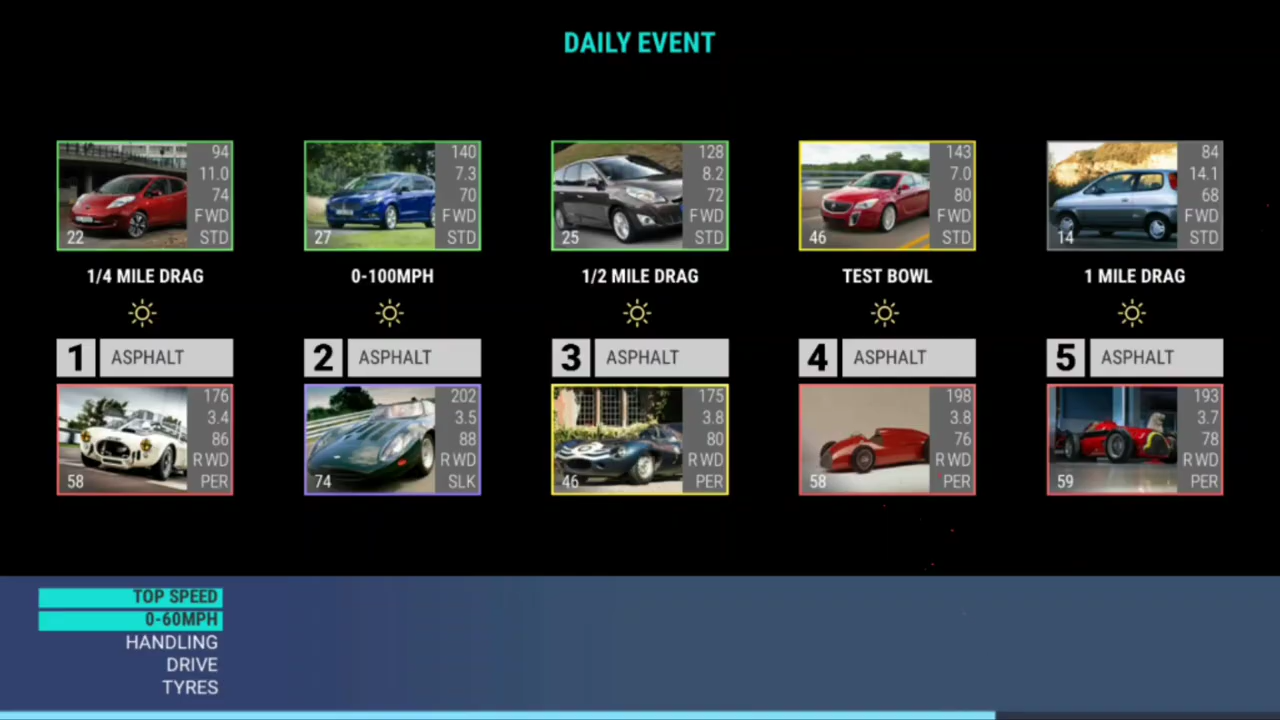 DAILY EVENT
94
11.0
74
FWD
STD
22
140
7.3
70
FWD
STD
27
128
8.2
72
FWD
STD
25
143
7.0
80
FWD
STD
46
84
14.1
68
FWD
STD
14
1/4 MILE DRAG
0-100MPH
1/2 MILE DRAG
TEST BOWL
1 MILE DRAG
1 ASPHALT
2 ASPHALT
3 ASPHALT
4 ASPHALT
5 ASPHALT
176
3.4
86
RWD
PER
58
202
3.5
88
RWD
SLK
74
175
3.8
80
RWD
PER
46
198
3.8
76
RWD
PER
58
193
3.7
78
RWD
PER
59
TOP SPEED
0-60MPH
HANDLING
DRIVE
TYRES